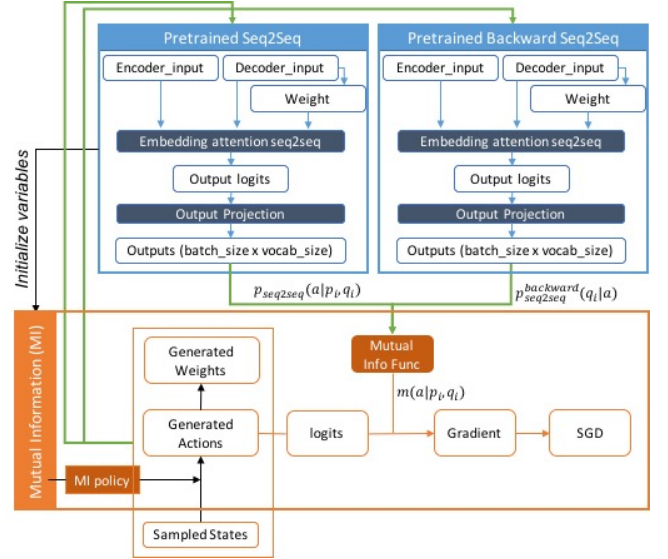 Pretrained Seq2Seq
Encoder_input
Decoder_input
Weight
Embedding attention seq2seq
Output logits
Output Projection
Outputs (batch_size x vocab_size)
Pretrained Backward Seq2Seq
Encoder_input
Decoder_input
Weight
Embedding attention seq2seq
Output logits
Output Projection
Outputs (batch_size x vocab_size)
Initialize variables
p_seq2seq(a|p_i, q_i)
p_seq2seq^backward(q_i|a)
Mutual Information (MI)
Generated
Weights
Mutual
Info Func
m(a|p_i, q_i)
Generated
Actions
logits
Gradient
SGD
MI policy
Sampled States